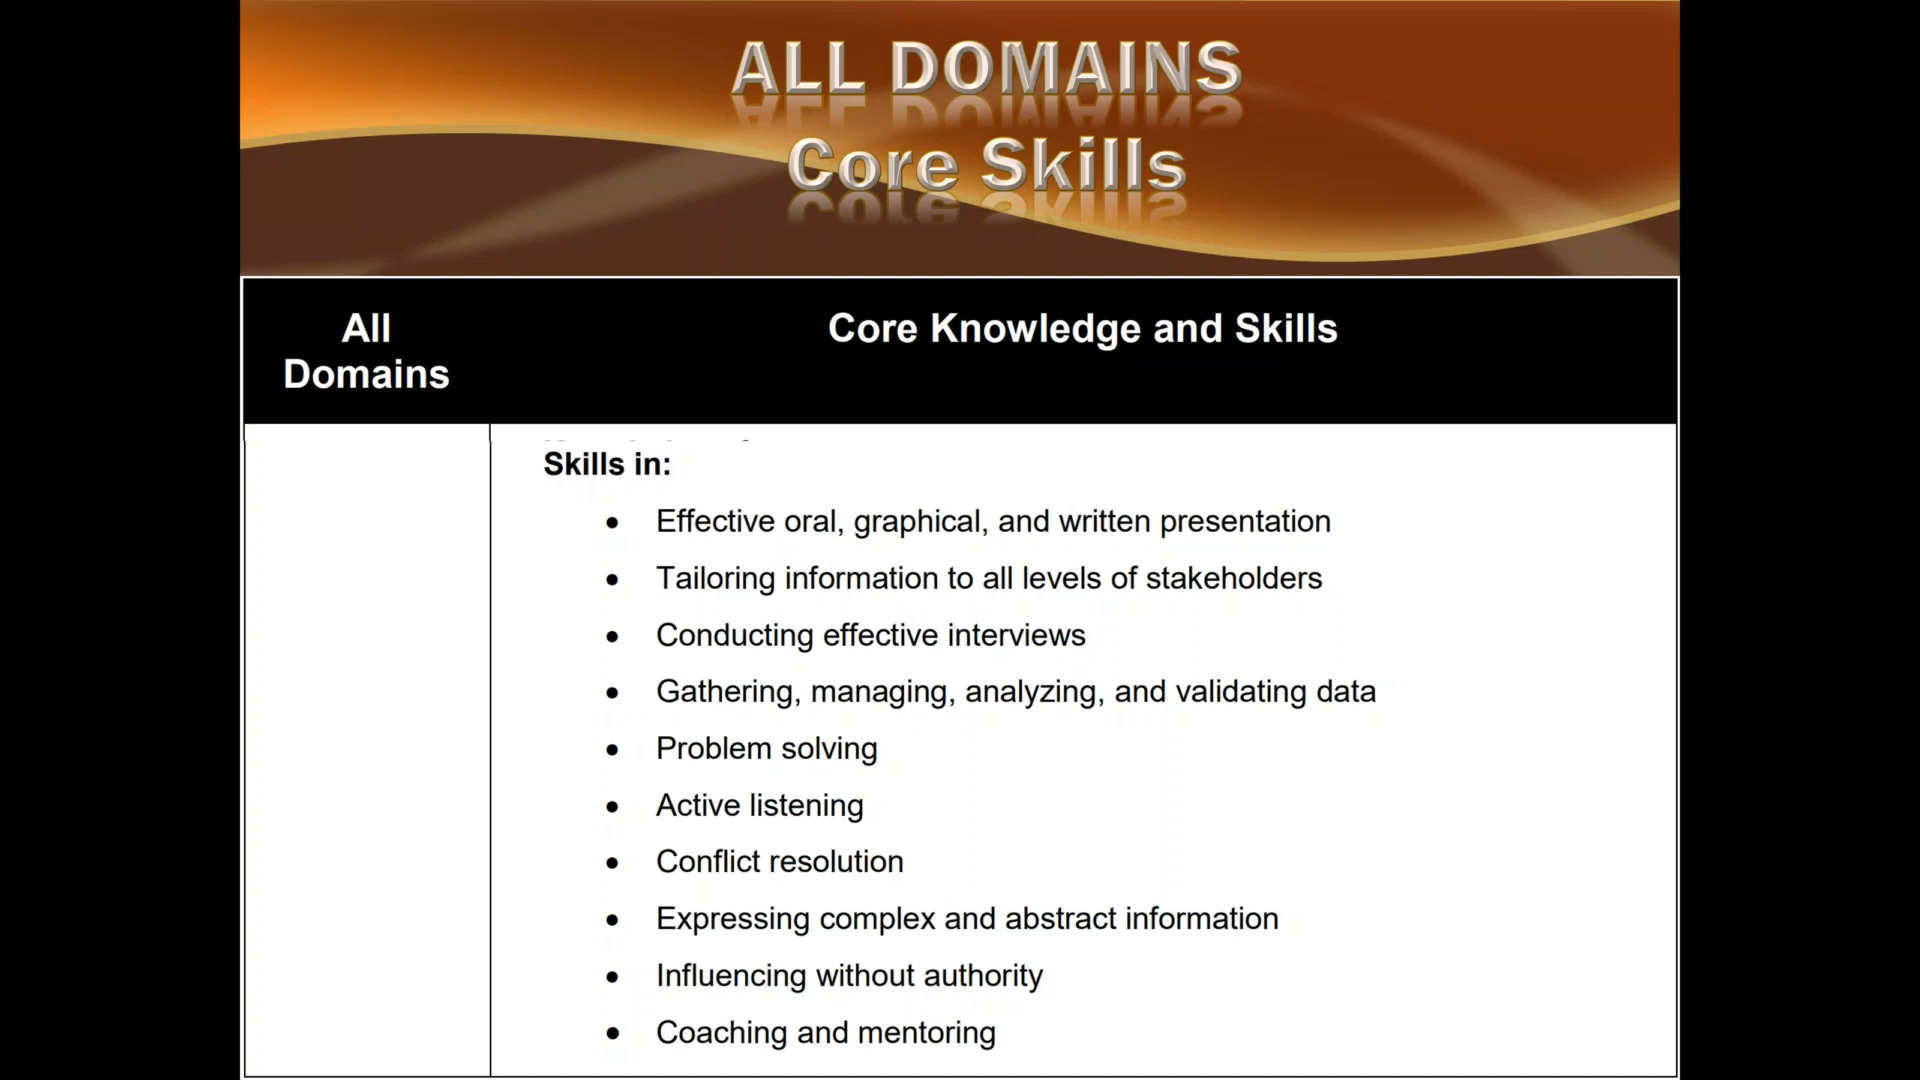 ALL DOMAINS
Core Skills
All
Domains
Core Knowledge and Skills
Skills in:
• Effective oral, graphical, and written presentation
• Tailoring information to all levels of stakeholders
• Conducting effective interviews
• Gathering, managing, analyzing, and validating data
• Problem solving
• Active listening
• Conflict resolution
• Expressing complex and abstract information
• Influencing without authority
• Coaching and mentoring